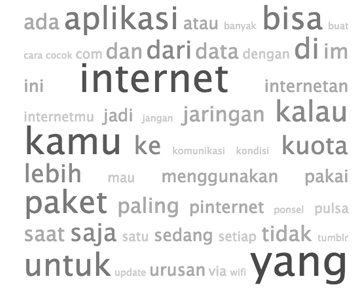 ada aplikasi atau banyak bisa buat
cara cocok com dan dari data dengan di im
ini internet internetan
internetmu jadi jangan jaringan kalau
kamu ke komunikasi kondisi kuota
lebih mau menggunakan pakai
paket paling pinternet ponsel pulsa
saat saja satu sedang setiap tidak tumblr
untuk update urusan via wifi yang